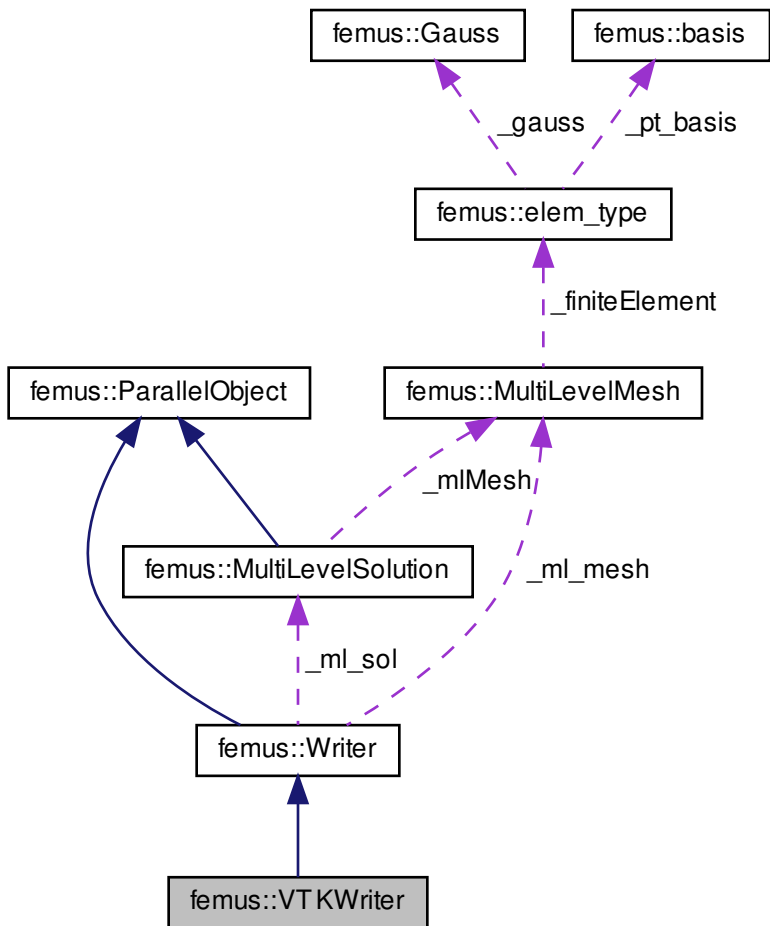 femus::Gauss
femus::basis
_gauss
_pt_basis
femus::elem_type
_finiteElement
femus::ParallelObject
femus::MultiLevelMesh
_mlMesh
femus::MultiLevelSolution
_ml_mesh
_ml_sol
femus::Writer
femus::VTKWriter